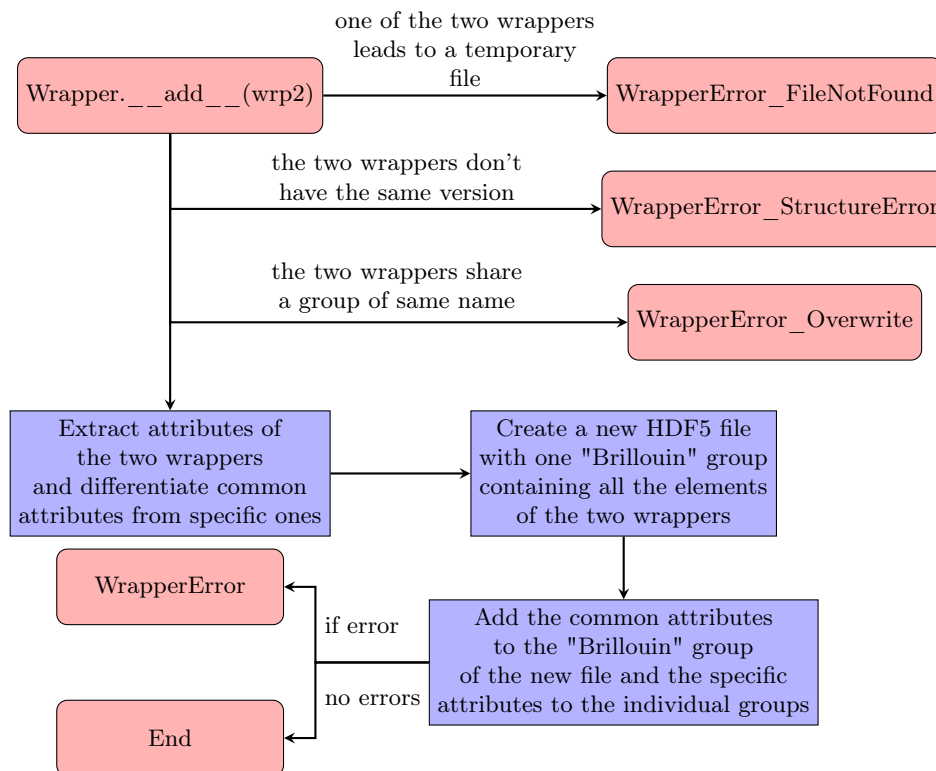 one of the two wrappers
leads to a temporary
file
Wrapper.__add__(wrp2)
WrapperError_FileNotFound
the two wrappers don't
have the same version
WrapperError_StructureError
the two wrappers share
a group of same name
WrapperError_Overwrite
Extract attributes of
the two wrappers
and differentiate common
attributes from specific ones
Create a new HDF5 file
with one "Brillouin" group
containing all the elements
of the two wrappers
WrapperError
if error
Add the common attributes
to the "Brillouin" group
of the new file and the specific
attributes to the individual groups
no errors
End